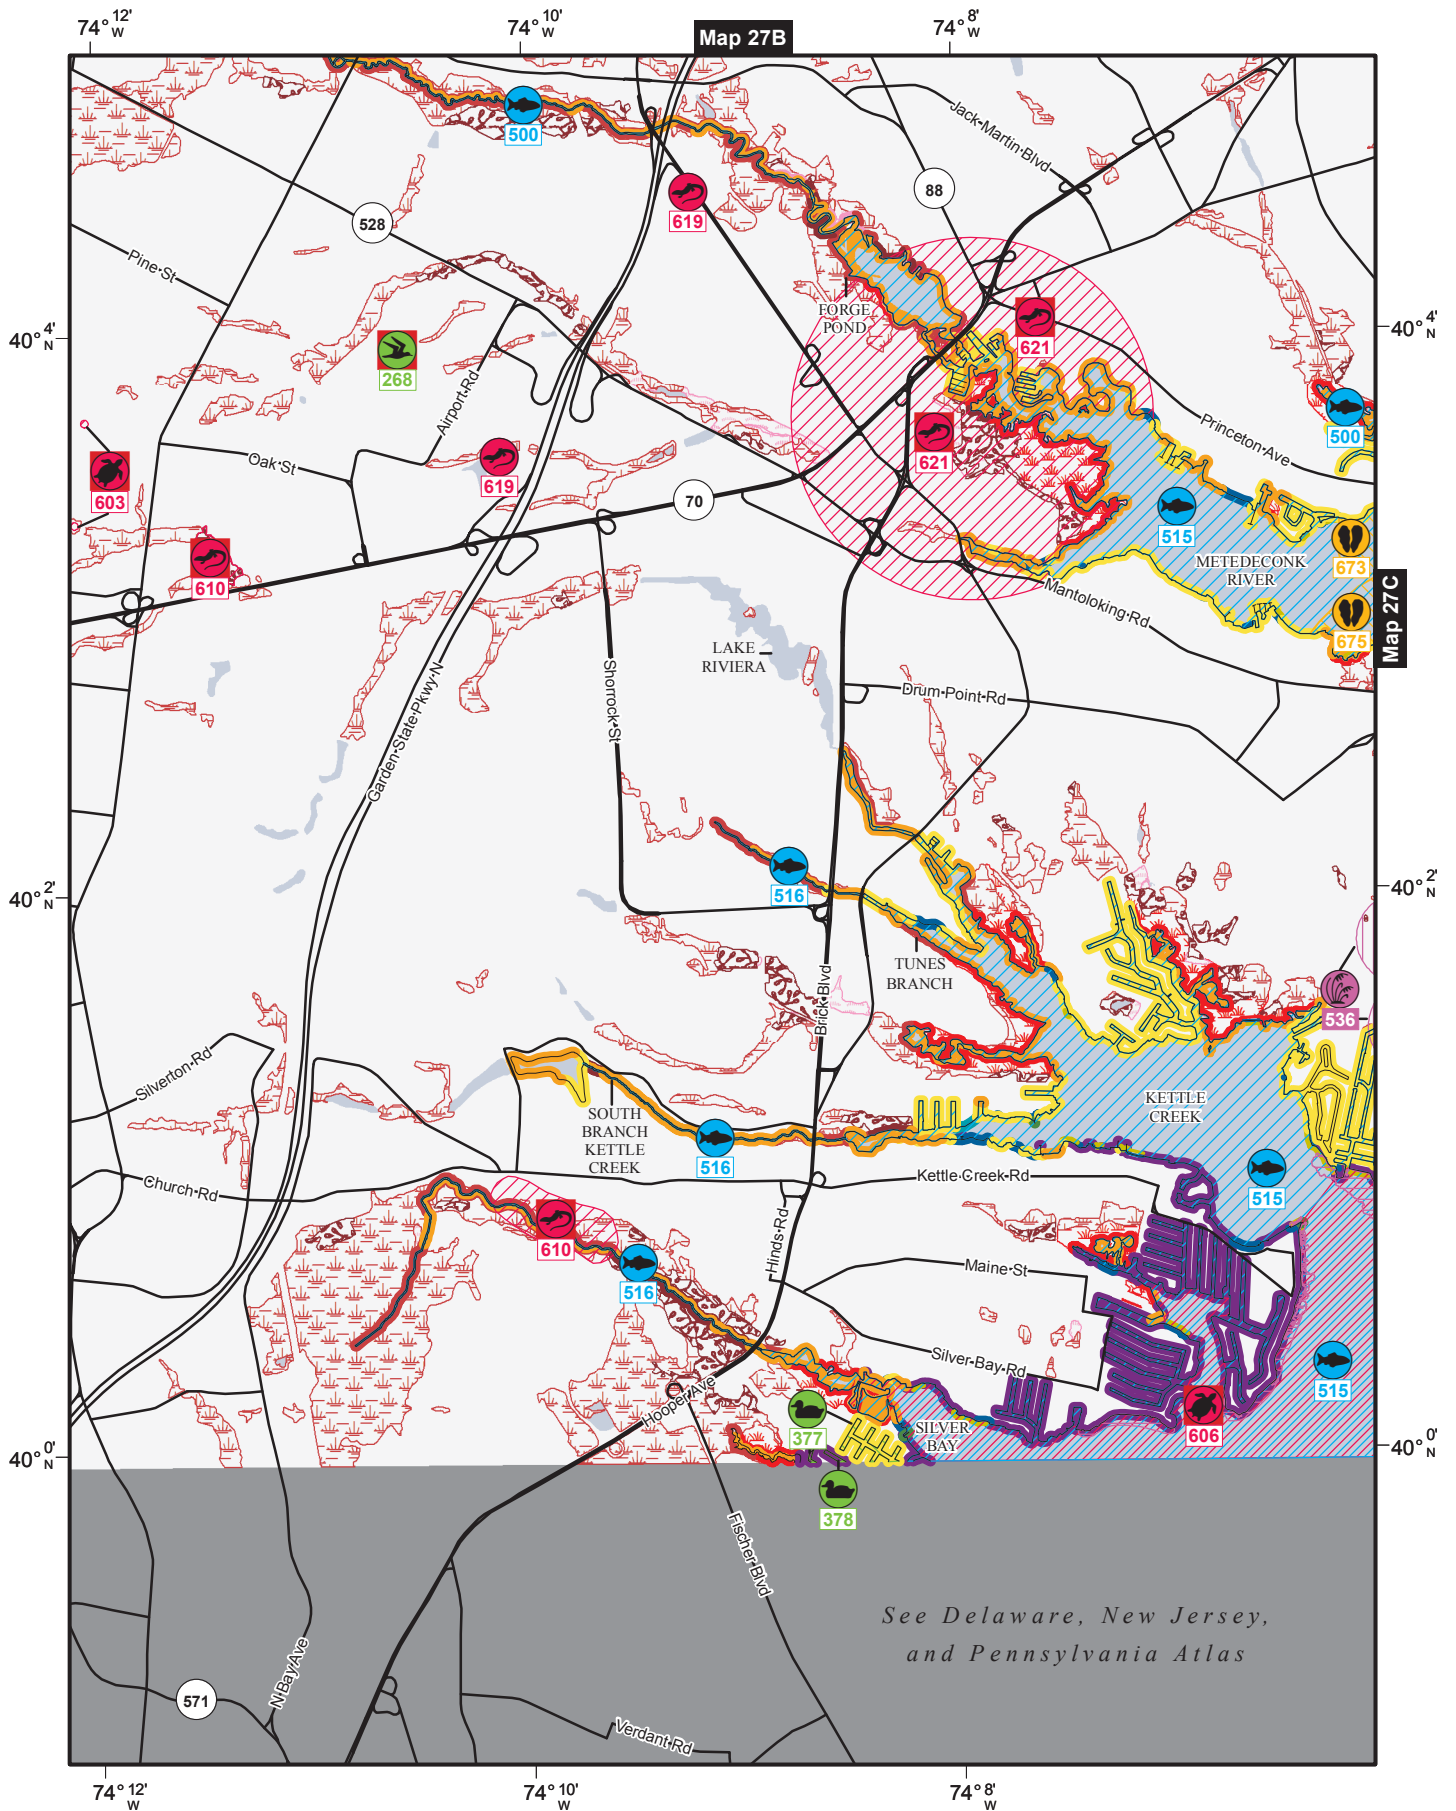 74° 12' W
74° 10' W
74° 8' W
Map 27B
500
Jack Martin Blvd
88
619
528
Pine St
FORGE
POND
40° 4' N
40° 4' N
621
268
Airport Rd
Princeton Ave
500
621
Oak St
603
619
70
515
673
610
METEDECONK
RIVER
Mantoloking Rd
675
Map 27C
LAKE
RIVIERA
Shorrock St
Drum Point Rd
Garden State Pkwy N
516
40° 2' N
40° 2' N
TUNES
BRANCH
Brick Blvd
536
Silverton Rd
KETTLE
CREEK
SOUTH
BRANCH
KETTLE
CREEK
516
Kettle Creek Rd
515
Church Rd
610
Hinds Rd
516
Maine St
Silver Bay Rd
515
Hooper Ave
377
SILVER
BAY
606
40° 0' N
40° 0' N
378
Fischer Blvd
See Delaware, New Jersey,
and Pennsylvania Atlas
N Bay Ave
571
Verdant Rd
74° 12' W
74° 10' W
74° 8' W